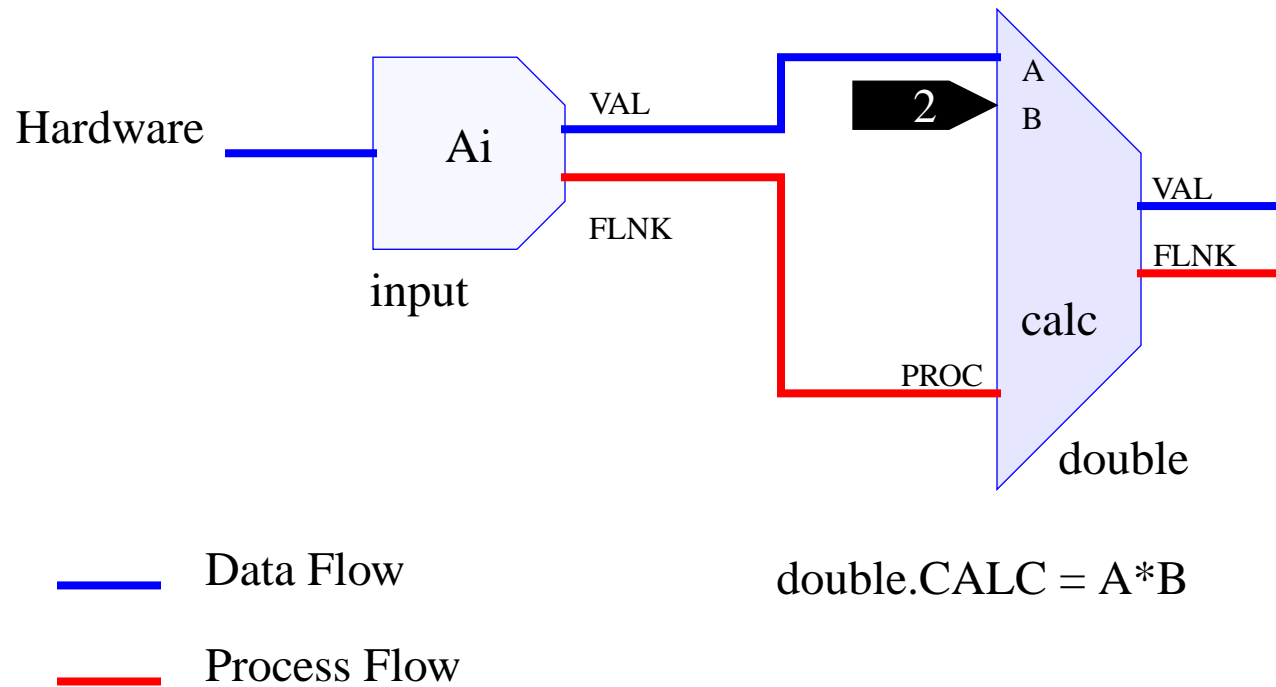 Hardware
Ai
input
VAL
FLNK
2
A
B
PROC
calc
double
VAL
FLNK
Data Flow
double.CALC = A*B
Process Flow